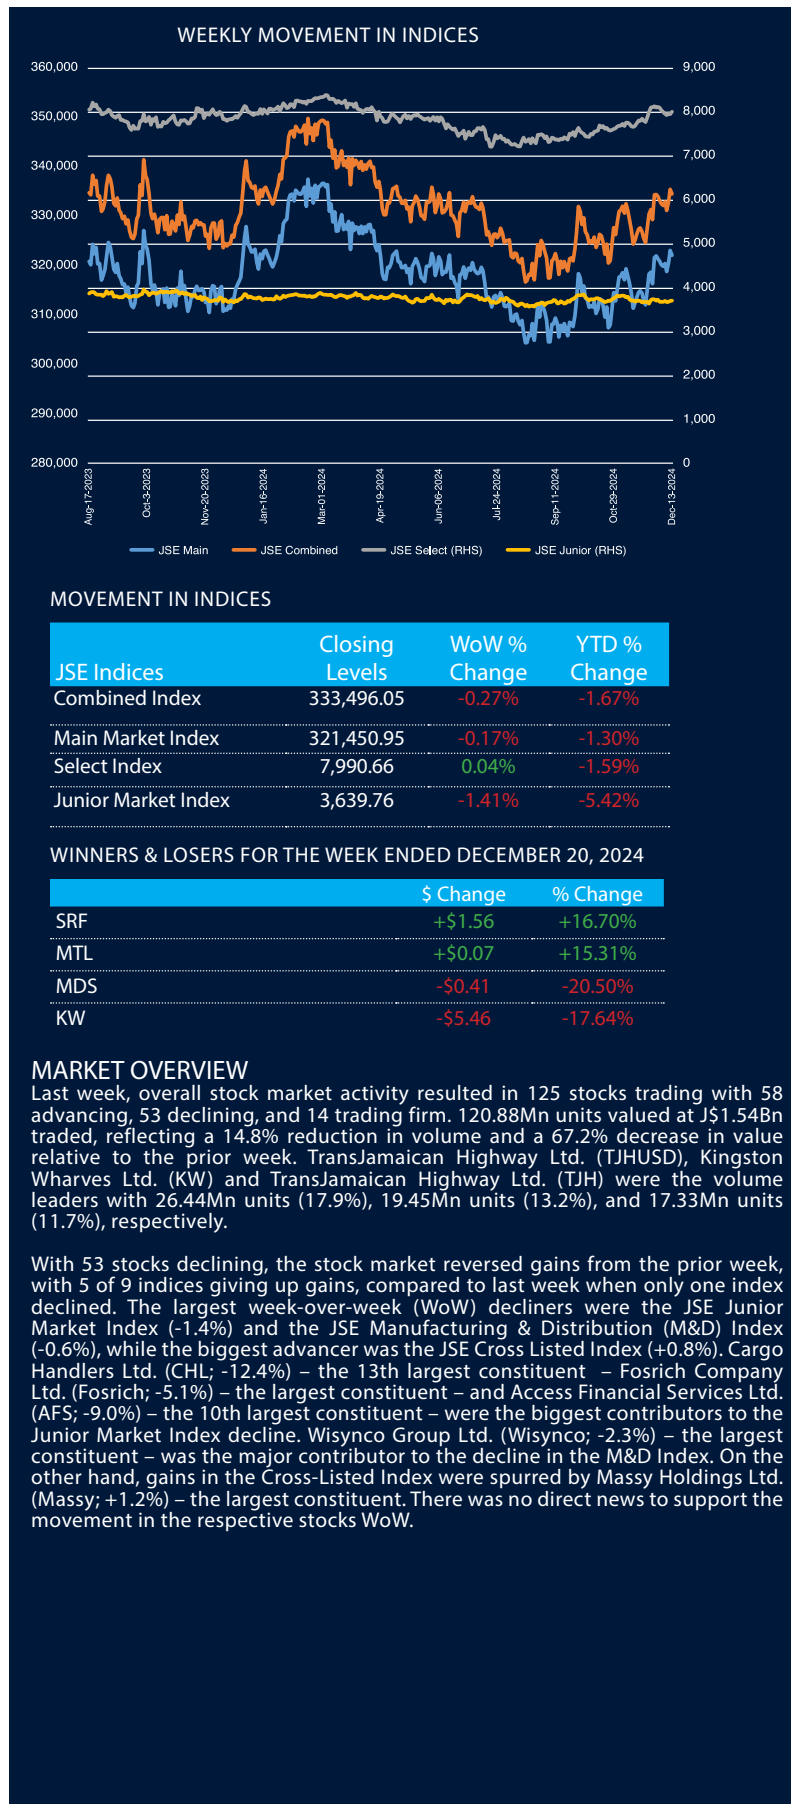 WEEKLY MOVEMENT IN INDICES
360,000
350,000
340,000
330,000
320,000
310,000
300,000
290,000
280,000
9,000
8,000
7,000
6,000
5,000
4,000
3,000
2,000
1,000
0
Aug-17-2023
Oct-3-2023
Nov-20-2023
Jan-16-2024
Mar-01-2024
Apr-19-2024
Jun-06-2024
Jul-24-2024
Sep-11-2024
Oct-29-2024
Dec-13-2024
JSE Main JSE Combined JSE Select (RHS) JSE Junior (RHS)
MOVEMENT IN INDICES
JSE Indices Closing Levels WoW % Change YTD % Change
Combined Index 333,496.05 -0.27% -1.67%
Main Market Index 321,450.95 -0.17% -1.30%
Select Index 7,990.66 0.04% -1.59%
Junior Market Index 3,639.76 -1.41% -5.42%
WINNERS & LOSERS FOR THE WEEK ENDED DECEMBER 20, 2024
$ Change % Change
SRF +$1.56 +16.70%
MTL +$0.07 +15.31%
MDS -$0.41 -20.50%
KW -$5.46 -17.64%
MARKET OVERVIEW
Last week, overall stock market activity resulted in 125 stocks trading with 58
advancing, 53 declining, and 14 trading firm. 120.88Mn units valued at J$1.54Bn
traded, reflecting a 14.8% reduction in volume and a 67.2% decrease in value
relative to the prior week. TransJamaican Highway Ltd. (TJHUSD), Kingston
Wharves Ltd. (KW) and TransJamaican Highway Ltd. (TJH) were the volume
leaders with 26.44Mn units (17.9%), 19.45Mn units (13.2%), and 17.33Mn units
(11.7%), respectively.
With 53 stocks declining, the stock market reversed gains from the prior week,
with 5 of 9 indices giving up gains, compared to last week when only one index
declined. The largest week-over-week (WoW) decliners were the JSE Junior
Market Index (-1.4%) and the JSE Manufacturing & Distribution (M&D) Index
(-0.6%), while the biggest advancer was the JSE Cross Listed Index (+0.8%). Cargo
Handlers Ltd. (CHL; -12.4%) – the 13th largest constituent – Fosrich Company
Ltd. (Fosrich; -5.1%) – the largest constituent – and Access Financial Services Ltd.
(AFS; -9.0%) – the 10th largest constituent – were the biggest contributors to the
Junior Market Index decline. Wisynco Group Ltd. (Wisynco; -2.3%) – the largest
constituent – was the major contributor to the decline in the M&D Index. On the
other hand, gains in the Cross-Listed Index were spurred by Massy Holdings Ltd.
(Massy; +1.2%) – the largest constituent. There was no direct news to support the
movement in the respective stocks WoW.